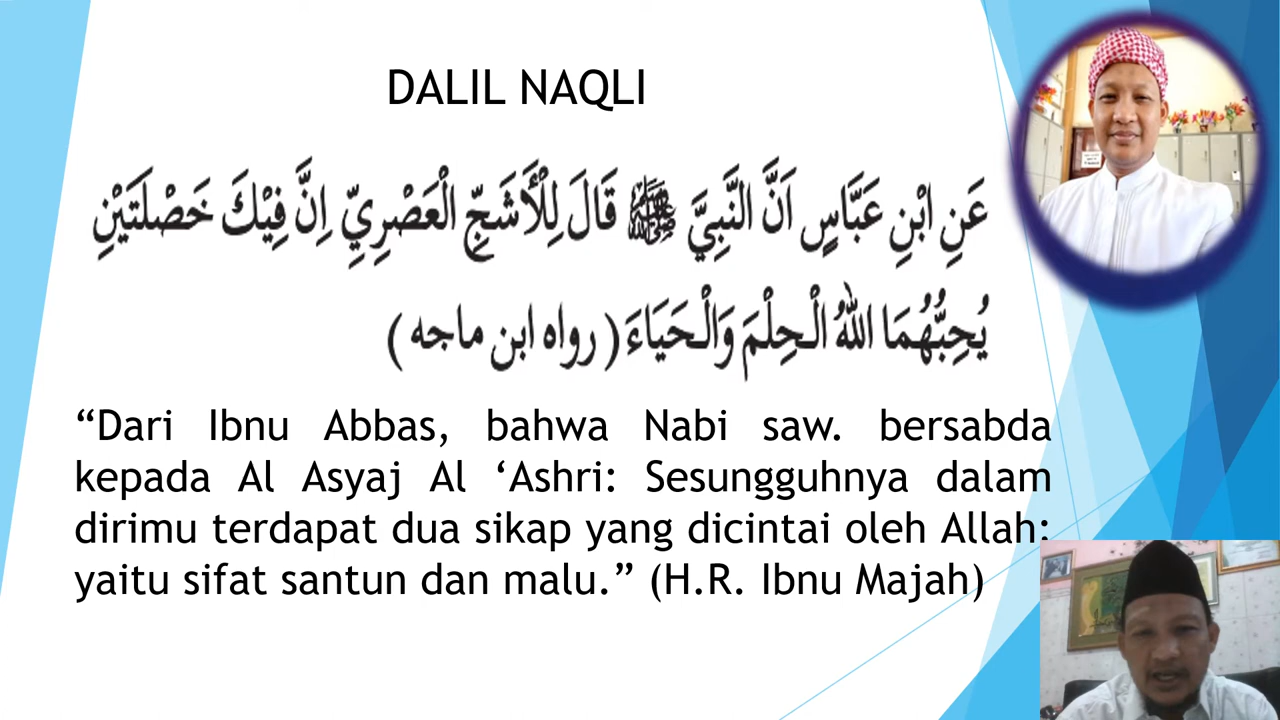 DALIL NAQLI
عَنِ ابْنِ عَبَّاسٍ اَنَّ النَّبِيَّ ﷺ قَالَ لِلْأَشَجِّ الْعَصْرِيِّ اِنَّ فِيْكَ خَصْلَتَيْنِ
يُحِبُّهُمَا اللهُ الْحِلْمَ وَالْحَيَاءَ ( رواه ابن ماجه )
“Dari Ibnu Abbas, bahwa Nabi saw. bersabda
kepada Al Asyaj Al ‘Ashri: Sesungguhnya dalam
dirimu terdapat dua sikap yang dicintai oleh Allah:
yaitu sifat santun dan malu.” (H.R. Ibnu Majah)